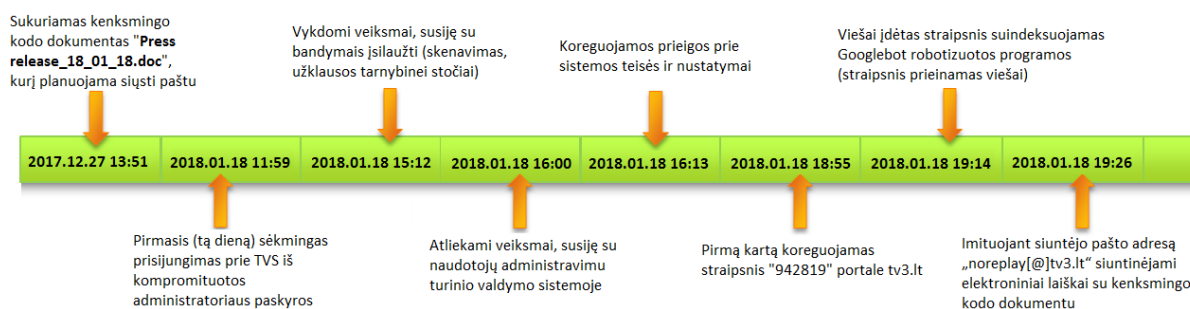 Sukuriamas kenksmingo
kodo dokumentas "Press
release_18_01_18.doc",
kurį planuojama siųsti paštu
Vykdomi veiksmai, susiję su
bandymais įsilaužti (skenavimas,
užklausos tarnybinei stočiai)
Koreguojamos prieigos prie
sistemos teisės ir nustatymai
Viešai įdėtas straipsnis suindeksuojamas
Googlebot robotizuotos programos
(straipsnis prieinamas viešai)
2017.12.27 13:51
2018.01.18 11:59
2018.01.18 15:12
2018.01.18 16:00
2018.01.18 16:13
2018.01.18 18:55
2018.01.18 19:14
2018.01.18 19:26
Pirmasis (tą dieną) sėkmingas
prisijungimas prie TVS iš
kompromituotos
administratoriaus paskyros
Atliekami veiksmai, susiję su
naudotojų administravimu
turinio valdymo sistemoje
Pirmą kartą koreguojamas
straipsnis "942819" portale tv3.lt
Imituojant siuntėjo pašto adresą
„noreplay[@]tv3.lt“ siuntinėjami
elektroniniai laiškai su kenksmingo
kodo dokumentu